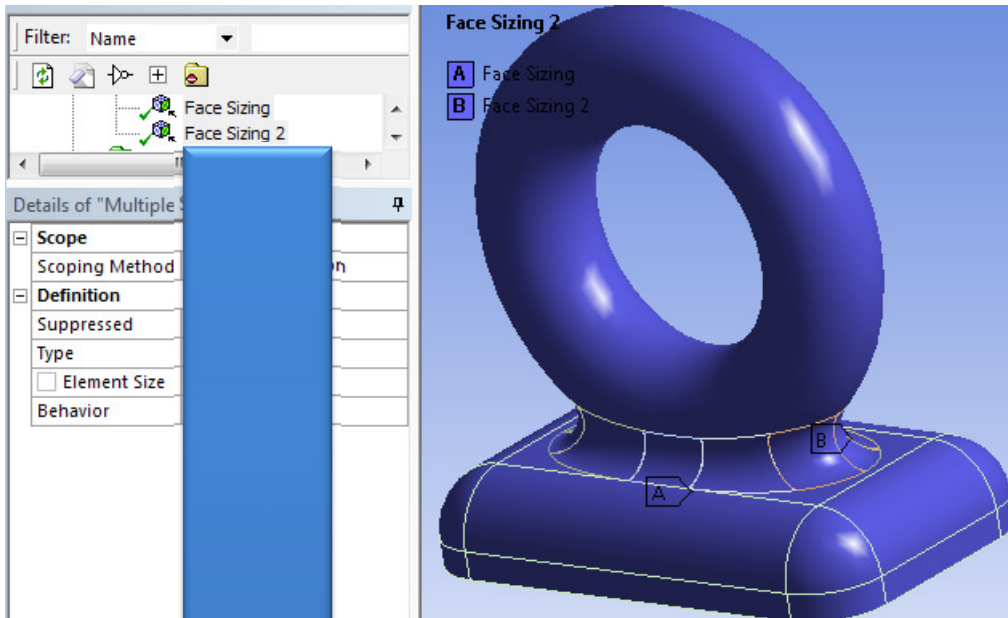 Filter: Name
Face Sizing
Face Sizing 2
Details of "Multiple
Scope
Scoping Method
Definition
Suppressed
Type
Element Size
Behavior
Face Sizing 2
A Face Sizing
B Face Sizing 2
B
A